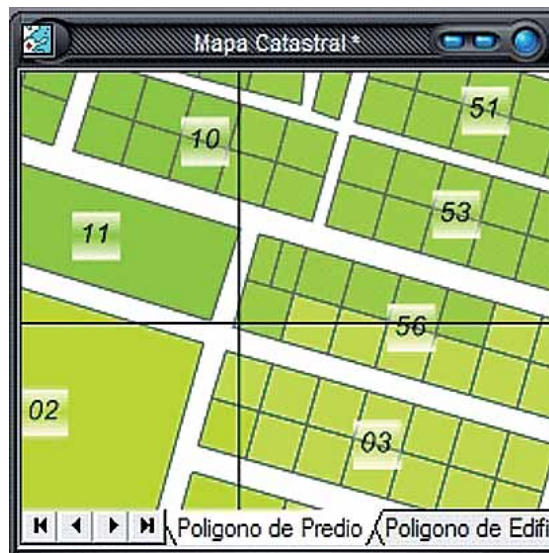 Mapa Catastral *
51
10
53
11
56
02
03
Poligono de Predio
Poligono de Edifi